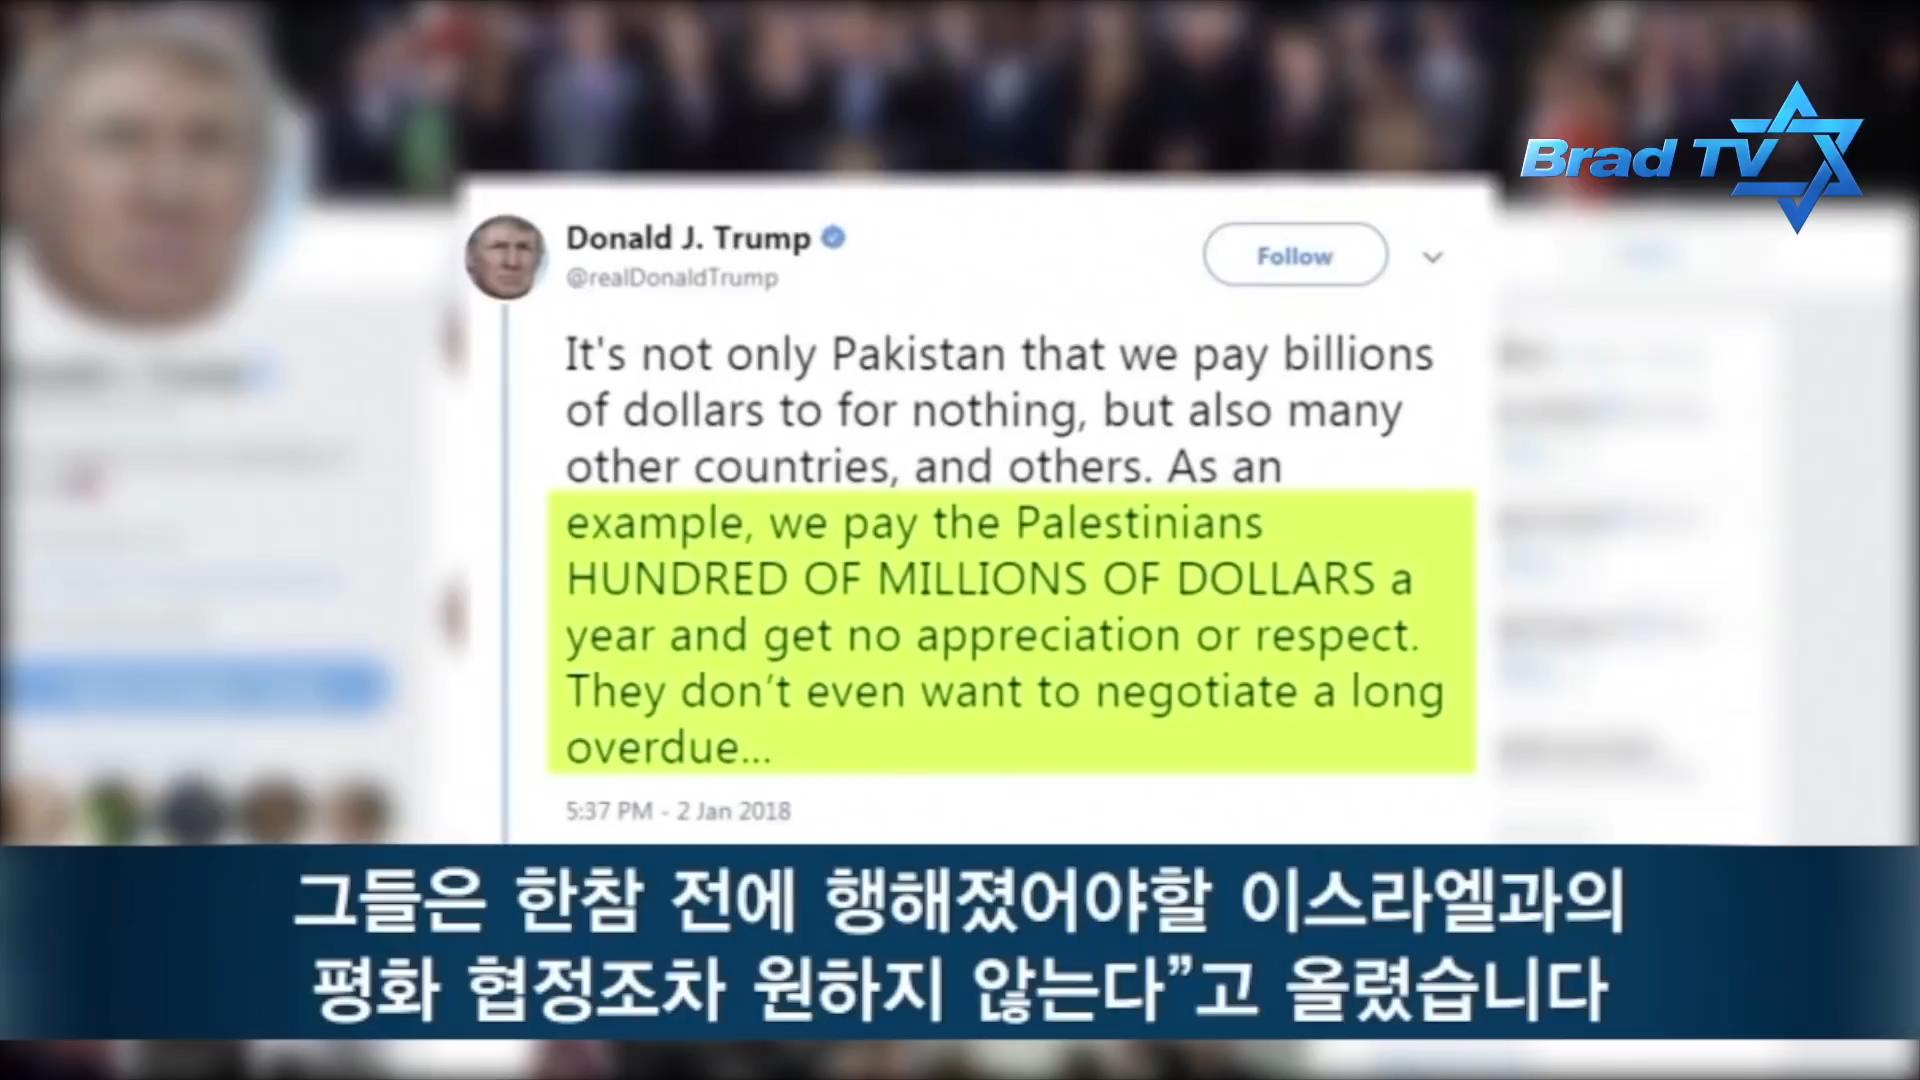 Brad TV
Donald J. Trump
@realDonaldTrump
Follow
It's not only Pakistan that we pay billions
of dollars to for nothing, but also many
other countries, and others. As an
example, we pay the Palestinians
HUNDRED OF MILLIONS OF DOLLARS a
year and get no appreciation or respect.
They don't even want to negotiate a long
overdue...
5:37 PM - 2 Jan 2018
그들은 한참 전에 행해졌어야할 이스라엘과의
평화 협정조차 원하지 않는다”고 올렸습니다